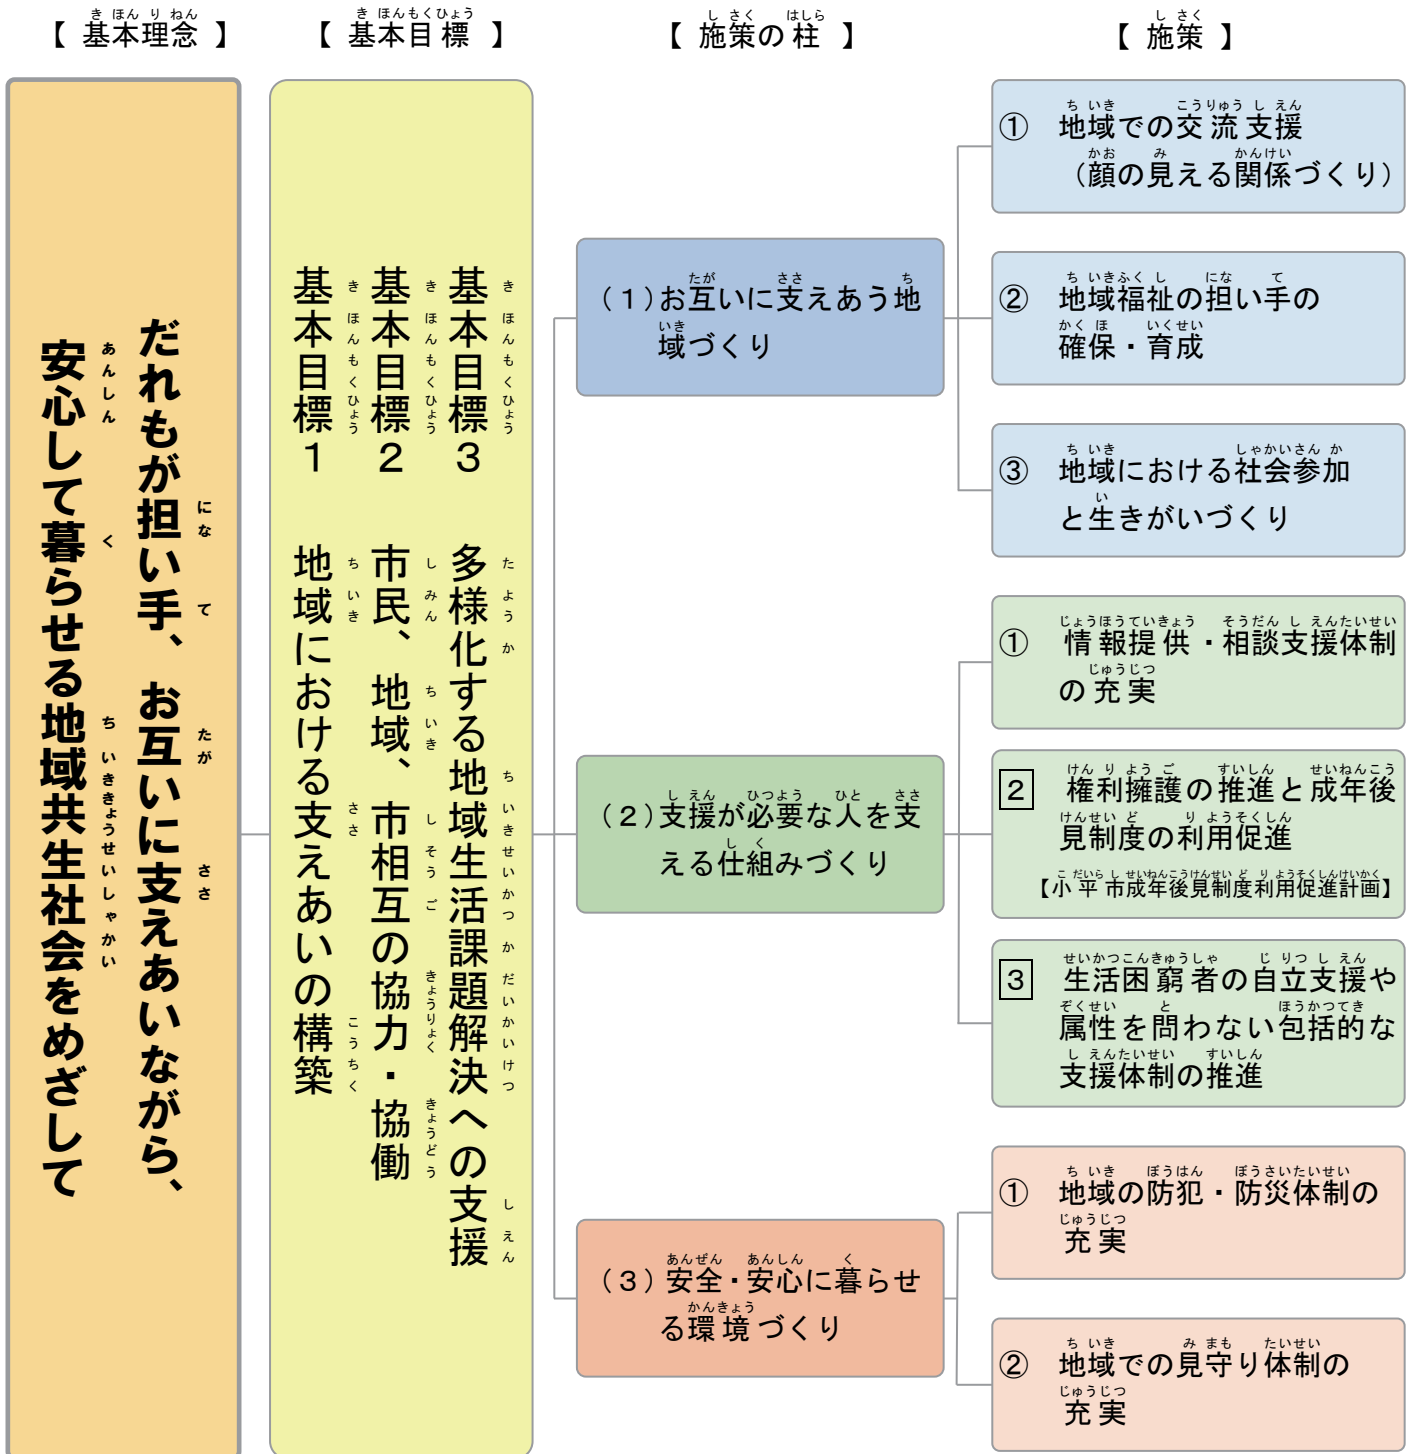 【 基本理念 】
【 基本目標 】
【 施策の柱 】
【 施策 】
だれもが担い手、お互いに支えあいながら、
安心して暮らせる地域共生社会をめざして
基本目標3 多様化する地域生活課題解決への支援
基本目標2 市民、地域、市相互の協力・協働
基本目標1 地域における支えあいの構築
(1)お互いに支えあう地
域づくり
① 地域での交流支援
(顔の見える関係づくり)
② 地域福祉の担い手の
確保・育成
③ 地域における社会参加
と生きがいづくり
(2)支援が必要な人を支
える仕組みづくり
① 情報提供・相談支援体制
の充実
2 権利擁護の推進と成年後
見制度の利用促進
【小平市成年後見制度利用促進計画】
3 生活困窮者の自立支援や
属性を問わない包括的な
支援体制の推進
(3)安全・安心に暮らせ
る環境づくり
① 地域の防犯・防災体制の
充実
② 地域での見守り体制の
充実